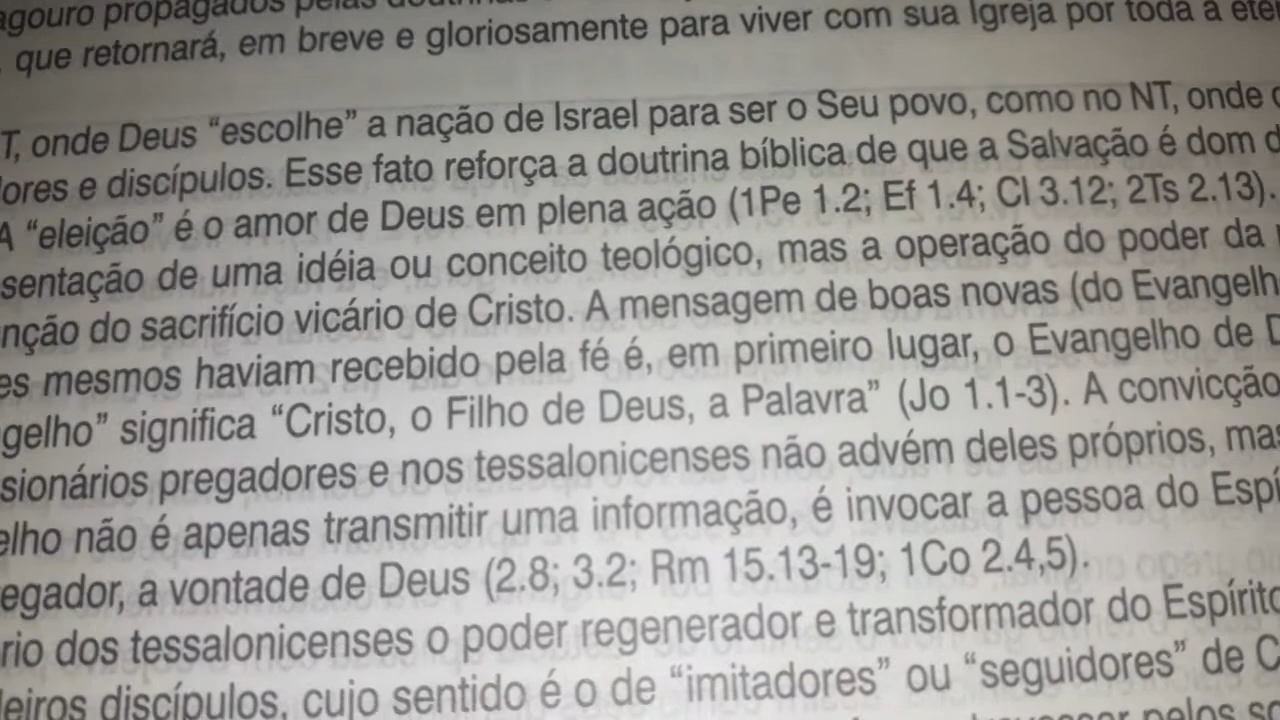 propagados pelas
que retornará, em breve e gloriosamente para viver com sua Igreja por toda a
T, onde Deus “escolhe” a nação de Israel para ser o Seu povo, como no NT, onde
ores e discípulos. Esse fato reforça a doutrina bíblica de que a Salvação é dom
A “eleição” é o amor de Deus em plena ação (1Pe 1.2; Ef 1.4; Cl 3.12; 2Ts 2.13).
sentação de uma idéia ou conceito teológico, mas a operação do poder da
nção do sacrifício vicário de Cristo. A mensagem de boas novas (do Evangelh
es mesmos haviam recebido pela fé é, em primeiro lugar, o Evangelho de D
gelho” significa “Cristo, o Filho de Deus, a Palavra” (Jo 1.1-3). A convicção
sionários pregadores e nos tessalonicenses não advém deles próprios, mas
elho não é apenas transmitir uma informação, é invocar a pessoa do Espí
egador, a vontade de Deus (2.8; 3.2; Rm 15.13-19; 1Co 2.4,5).
rio dos tessalonicenses o poder regenerador e transformador do Espírito
leiros discípulos, cujo sentido é o de “imitadores” ou “seguidores” de C
pelos